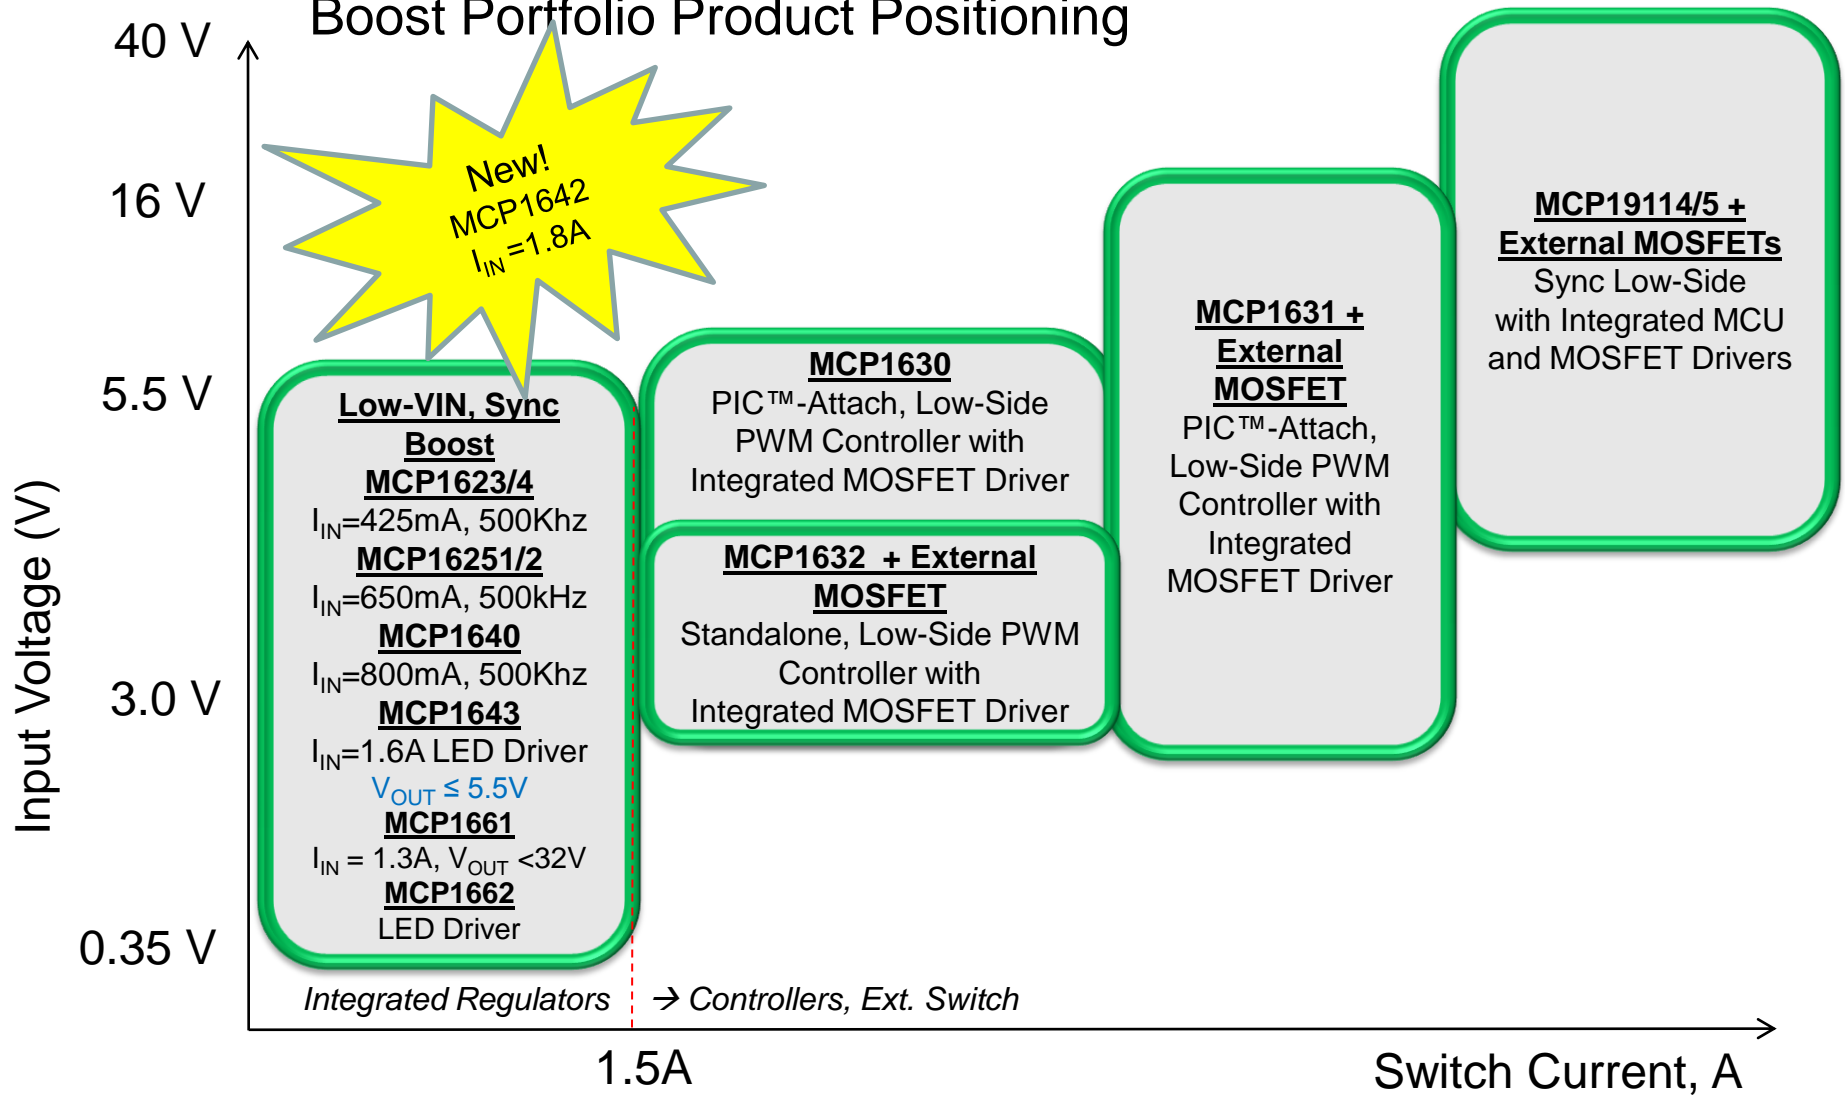 Boost Portfolio Product Positioning
40 V
16 V
5.5 V
3.0 V
0.35 V
Input Voltage (V)
New!
MCP1642
IIN =1.8A
Low-VIN, Sync
Boost
MCP1623/4
IIN=425mA, 500Khz
MCP16251/2
IIN=650mA, 500kHz
MCP1640
IIN=800mA, 500Khz
MCP1643
IIN=1.6A LED Driver
VOUT ≤ 5.5V
MCP1661
IIN = 1.3A, VOUT <32V
MCP1662
LED Driver
MCP1630
PIC™-Attach, Low-Side
PWM Controller with
Integrated MOSFET Driver
MCP1632 + External
MOSFET
Standalone, Low-Side PWM
Controller with
Integrated MOSFET Driver
MCP1631 +
External
MOSFET
PIC™-Attach,
Low-Side PWM
Controller with
Integrated
MOSFET Driver
MCP19114/5 +
External MOSFETs
Sync Low-Side
with Integrated MCU
and MOSFET Drivers
Integrated Regulators
→ Controllers, Ext. Switch
1.5A
Switch Current, A